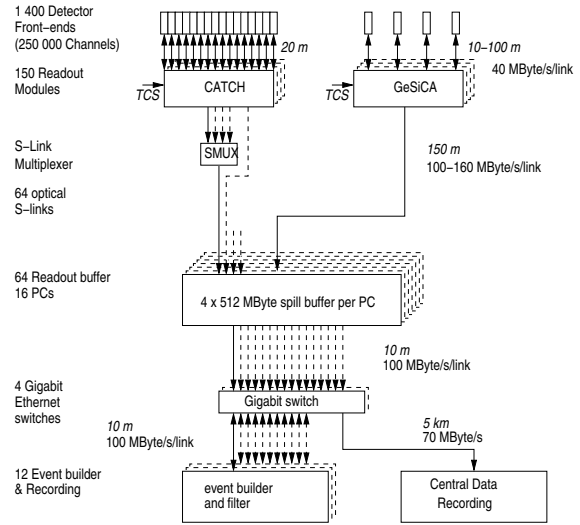 1 400 Detector
Front−ends
(250 000 Channels)
20 m
10−100 m
40 MByte/s/link
150 Readout
Modules
TCS
CATCH
TCS
GeSiCA
S−Link
Multiplexer
SMUX
150 m
100−160 MByte/s/link
64 optical
S−links
64 Readout buffer
16 PCs
4 x 512 MByte spill buffer per PC
10 m
100 MByte/s/link
4 Gigabit
Ethernet
switches
Gigabit switch
10 m
100 MByte/s/link
5 km
70 MByte/s
12 Event builder
& Recording
event builder
and filter
Central Data
Recording